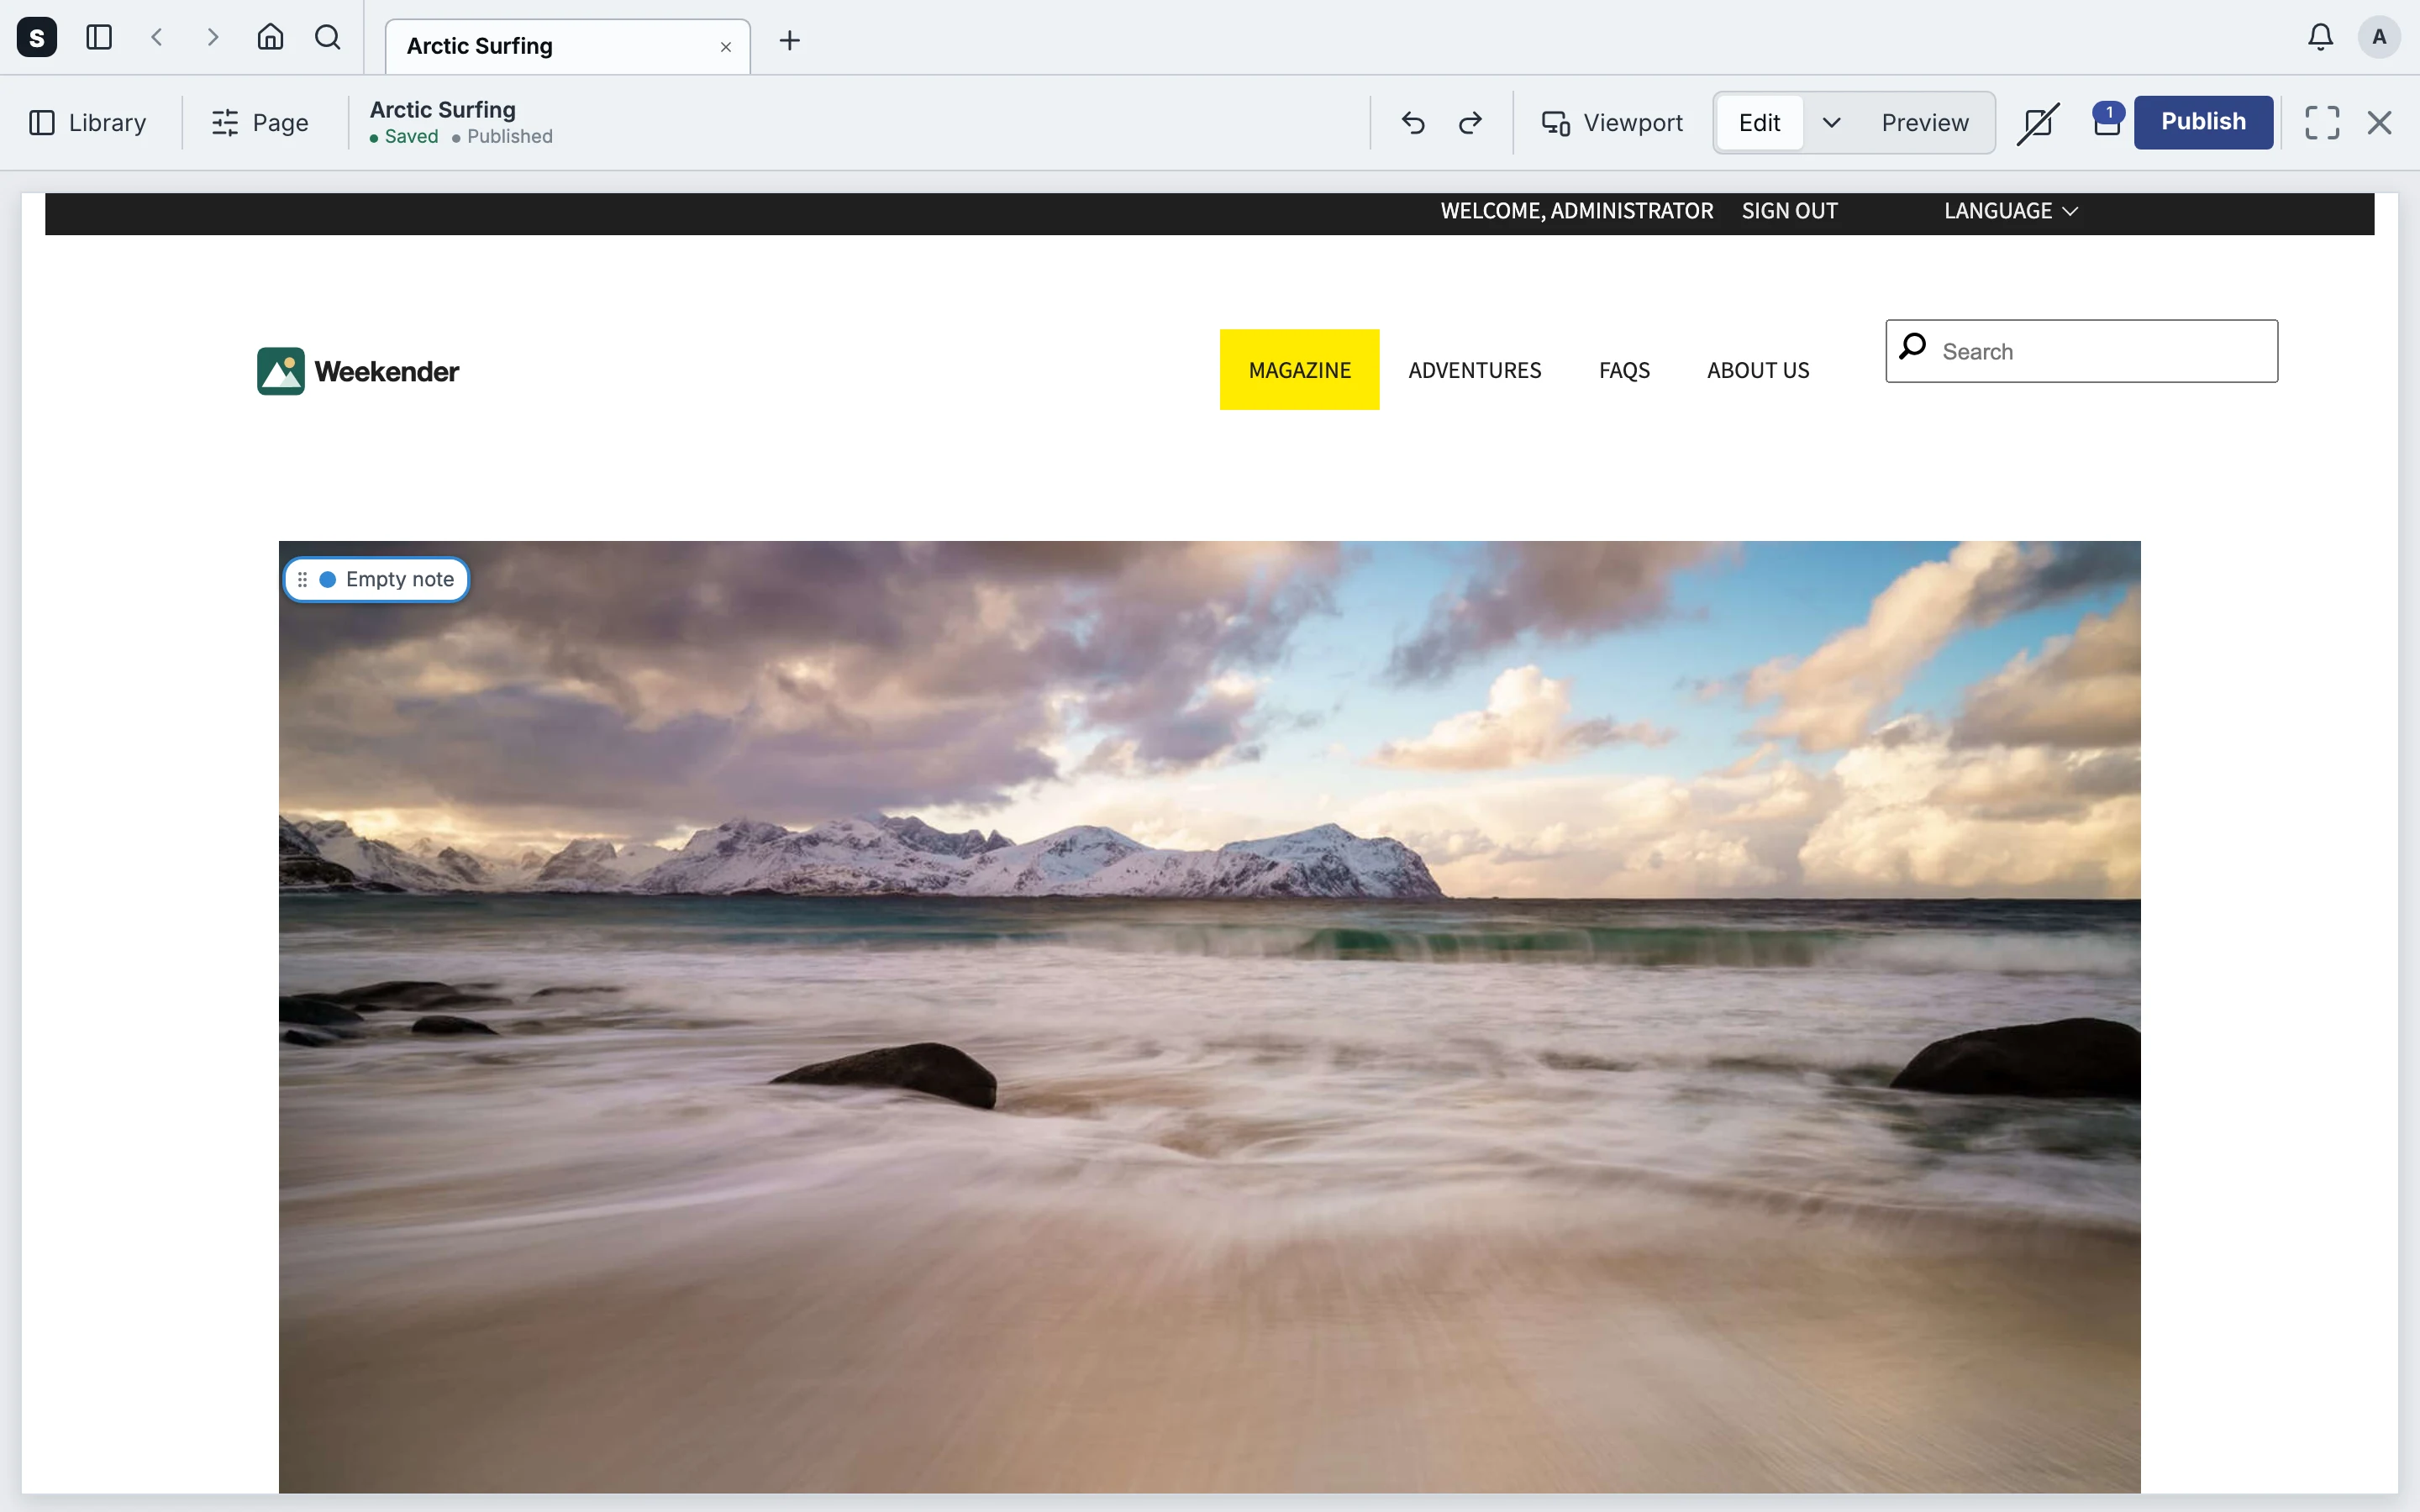 S
Arctic Surfing
A
Library
Page
Arctic Surfing
Saved
Published
Viewport
Edit
Preview
1
Publish
WELCOME, ADMINISTRATOR
SIGN OUT
LANGUAGE
Weekender
MAGAZINE
ADVENTURES
FAQS
ABOUT US
Search
Empty note